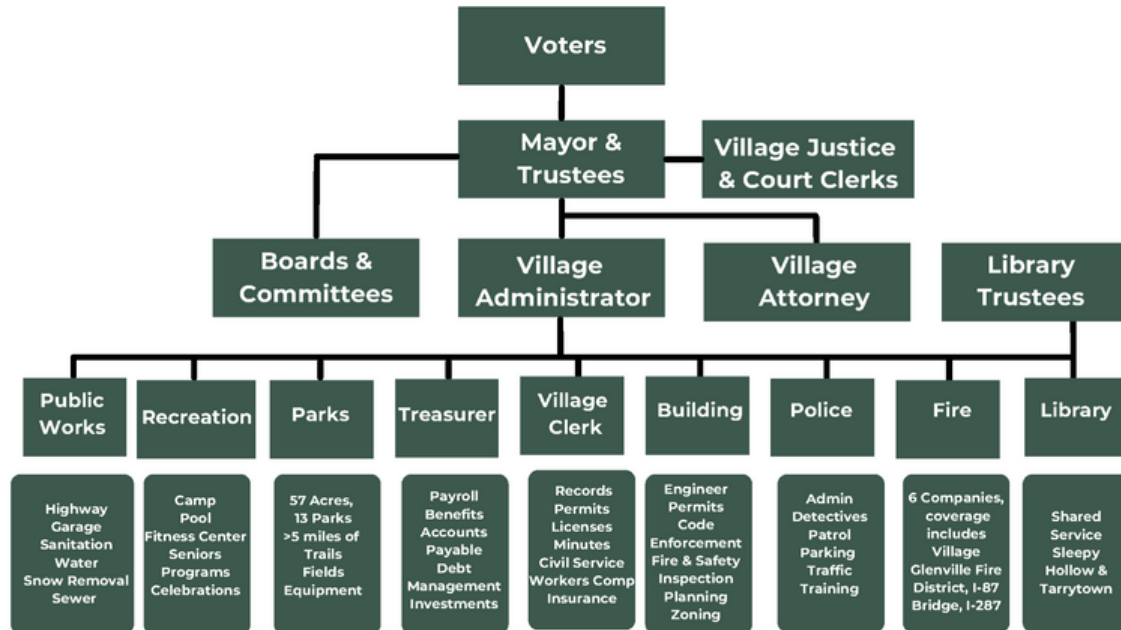 Voters
Mayor &
Trustees
Village Justice
& Court Clerks
Boards &
Committees
Village
Administrator
Village
Attorney
Library
Trustees
Public
Works
Recreation
Parks
Treasurer
Village
Clerk
Building
Police
Fire
Library
Highway
Garage
Sanitation
Water
Snow Removal
Sewer
Camp
Pool
Fitness Center
Seniors
Programs
Celebrations
57 Acres,
13 Parks
>5 miles of
Trails
Fields
Equipment
Payroll
Benefits
Accounts
Payable
Debt
Management
Investments
Records
Permits
Licenses
Minutes
Civil Service
Workers Comp
Insurance
Engineer
Permits
Code
Enforcement
Fire & Safety
Inspection
Planning
Zoning
Admin
Detectives
Patrol
Parking
Traffic
Training
6 Companies,
coverage
includes
Village
Glenville Fire
District, I-87
Bridge, I-287
Shared
Service
Sleepy
Hollow &
Tarrytown